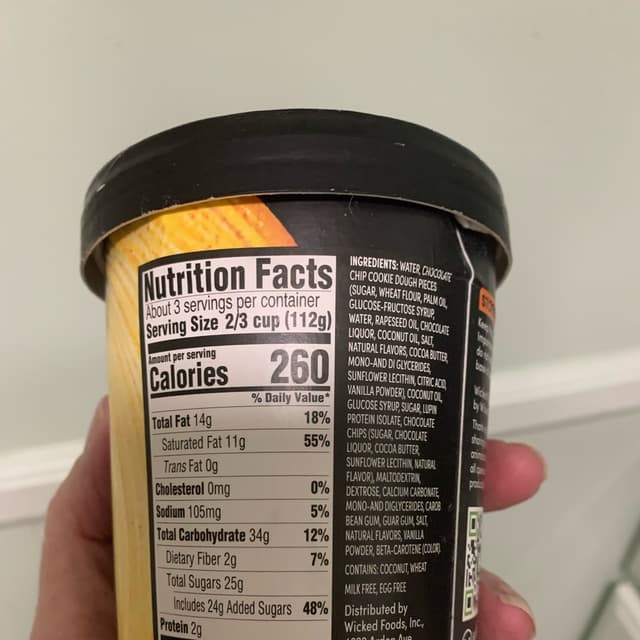 Nutrition Facts
About 3 servings per container
Serving Size 2/3 cup (112g)
Amount per serving
Calories 260
% Daily Value*
Total Fat 14g 18%
Saturated Fat 11g 55%
Trans Fat 0g
Cholesterol 0mg 0%
Sodium 105mg 5%
Total Carbohydrate 34g 12%
Dietary Fiber 2g 7%
Total Sugars 25g
Includes 24g Added Sugars 48%
Protein 2g
INGREDIENTS: WATER, CHOCOLATE
CHIP COOKIE DOUGH PIECES
(SUGAR, WHEAT FLOUR, PALM OIL,
GLUCOSE-FRUCTOSE SYRUP,
WATER, RAPESEED OIL, CHOCOLATE
LIQUOR, COCONUT OIL, SALT,
NATURAL FLAVORS, COCOA BUTTER,
MONO-AND DI GLYCERIDES,
SUNFLOWER LECITHIN, CITRIC ACID,
VANILLA POWDER), COCONUT OIL,
GLUCOSE SYRUP, SUGAR, LUPIN
PROTEIN ISOLATE, CHOCOLATE
CHIPS (SUGAR, CHOCOLATE
LIQUOR, COCOA BUTTER,
SUNFLOWER LECITHIN, NATURAL
FLAVOR), MALTODEXTRIN,
DEXTROSE, CALCIUM CARBONATE,
MONO-AND DIGLYCERIDES, CAROB
BEAN GUM, GUAR GUM, SALT,
NATURAL FLAVORS, VANILLA
POWDER, BETA-CAROTENE (COLOR).
CONTAINS: COCONUT, WHEAT
MILK FREE, EGG FREE
Distributed by
Wicked Foods, Inc.,